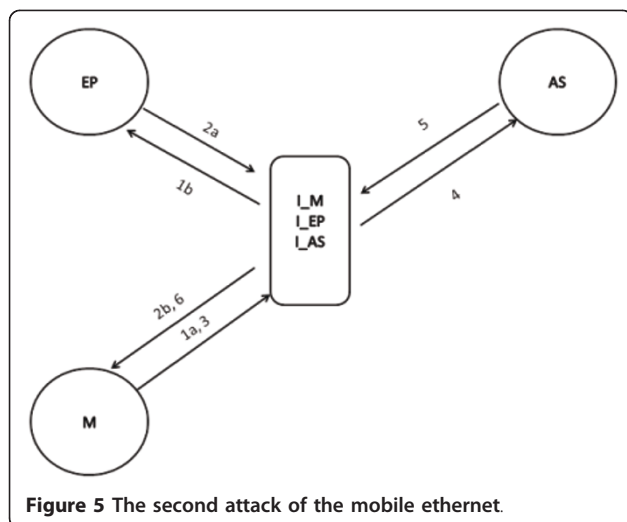 EP
AS
2a
5
1b
4
I_M
I_EP
I_AS
2b, 6
1a, 3
M
Figure 5 The second attack of the mobile ethernet.